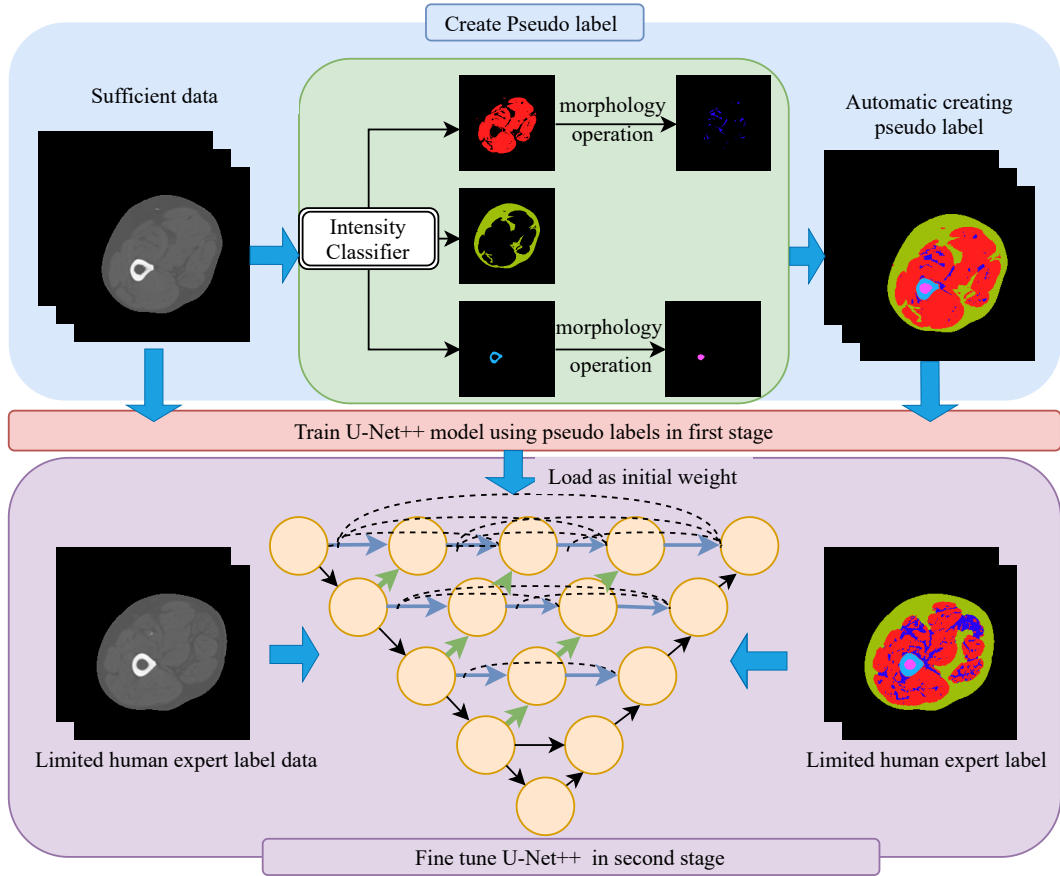 Create Pseudo label
Sufficient data
morphology
operation
Automatic creating
pseudo label
Intensity
Classifier
morphology
operation
Train U-Net++ model using pseudo labels in first stage
Load as initial weight
Limited human expert label data
Limited human expert label
Fine tune U-Net++ in second stage